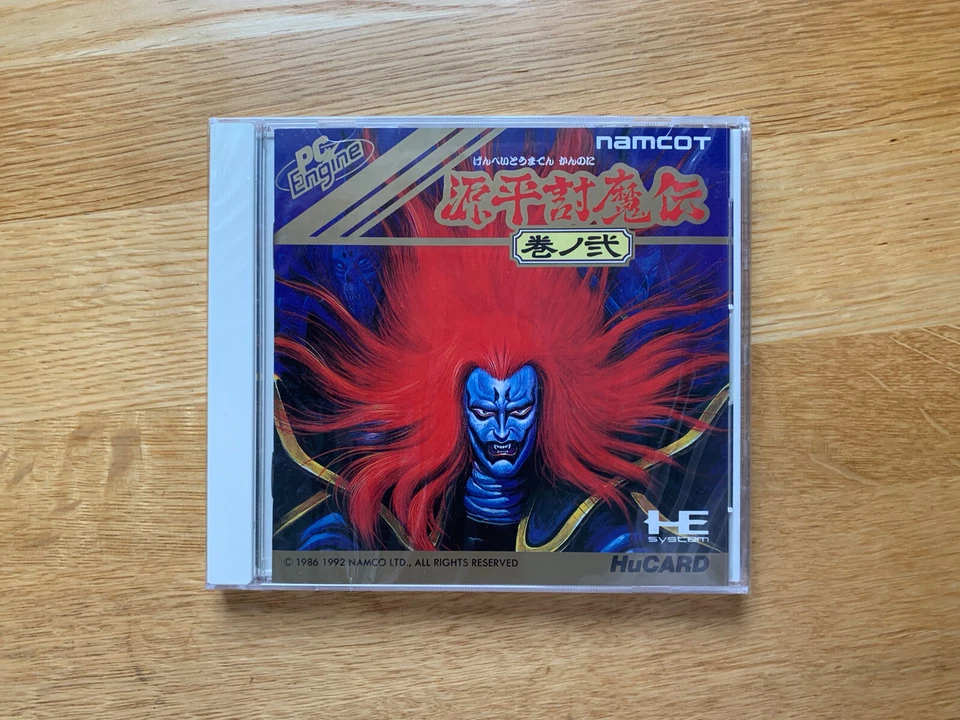 PC Engine
namcoT
げんぺいとうまでん かんのに
源平討魔伝
巻ノ弐
HE
system
© 1986 1992 NAMCO LTD., ALL RIGHTS RESERVED
HuCARD